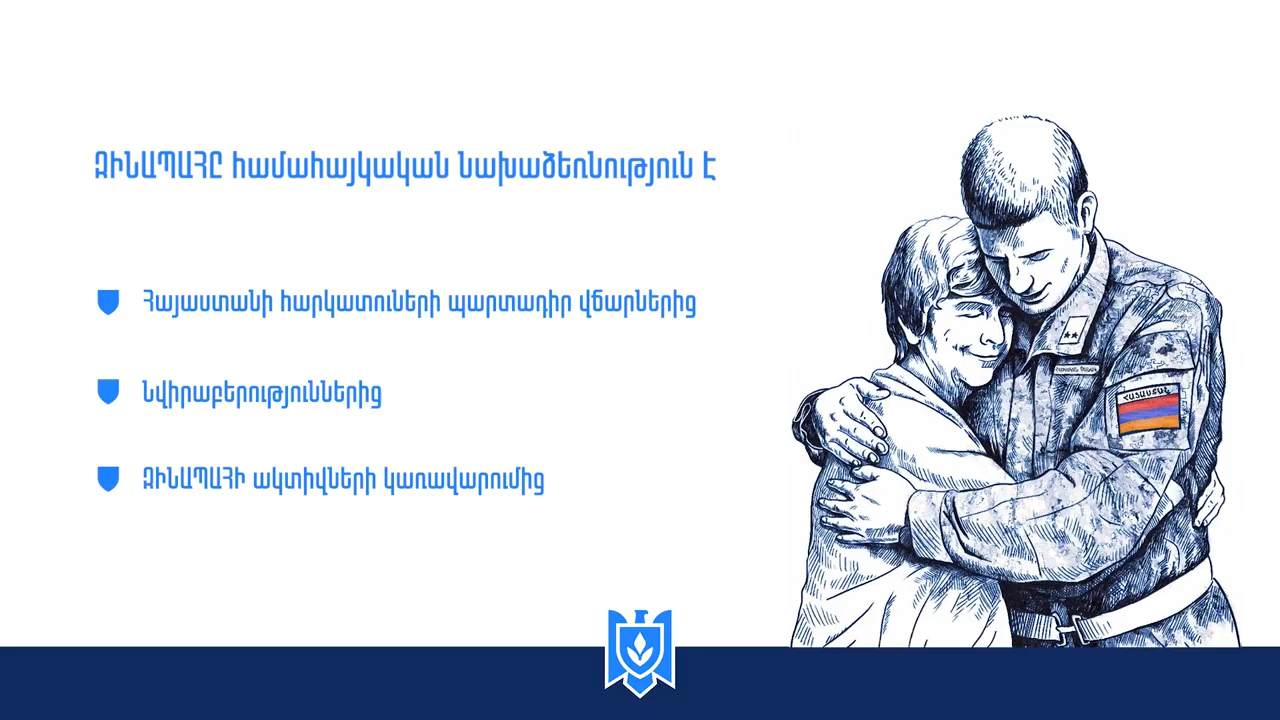 ԶԻՆԱՊԱՀԸ համահայկական նախաձեռնություն է
Հայաստանի հարկատուների պարտադիր վճարներից
Նվիրաբերություններից
ԶԻՆԱՊԱՀԻ ակտիվների կառավարումից
ՀԱՅԱՍՏԱՆ